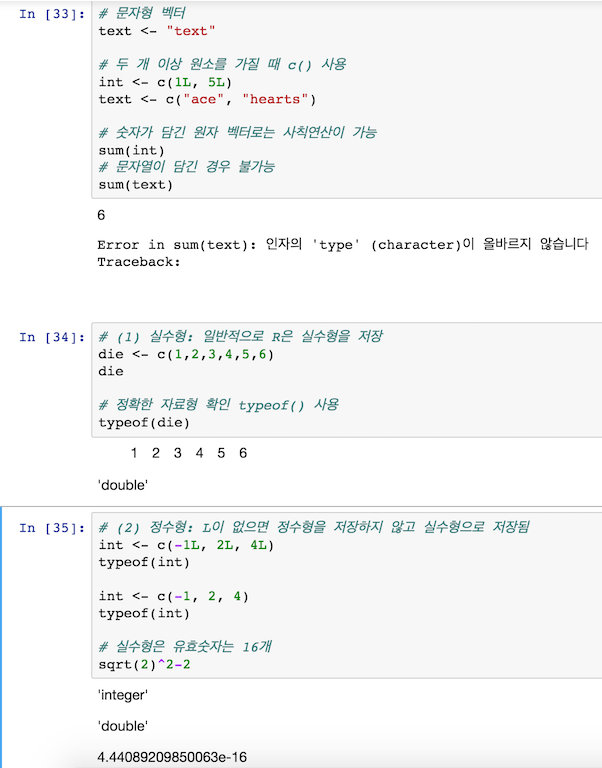 In [33]:
# 문자형 벡터
text <- "text"
# 두 개 이상 원소를 가질 때 c() 사용
int <- c(1L, 5L)
text <- c("ace", "hearts")
# 숫자가 담긴 원자 벡터로는 사칙연산이 가능
sum(int)
# 문자열이 담긴 경우 불가능
sum(text)
6
Error in sum(text): 인자의 'type' (character)이 올바르지 않습니다
Traceback:
In [34]:
# (1) 실수형: 일반적으로 R은 실수형을 저장
die <- c(1,2,3,4,5,6)
die
# 정확한 자료형 확인 typeof() 사용
typeof(die)
1 2 3 4 5 6
'double'
In [35]:
# (2) 정수형: L이 없으면 정수형을 저장하지 않고 실수형으로 저장됨
int <- c(-1L, 2L, 4L)
typeof(int)
int <- c(-1, 2, 4)
typeof(int)
# 실수형은 유효숫자는 16개
sqrt(2)^2-2
'integer'
'double'
4.44089209850063e-16